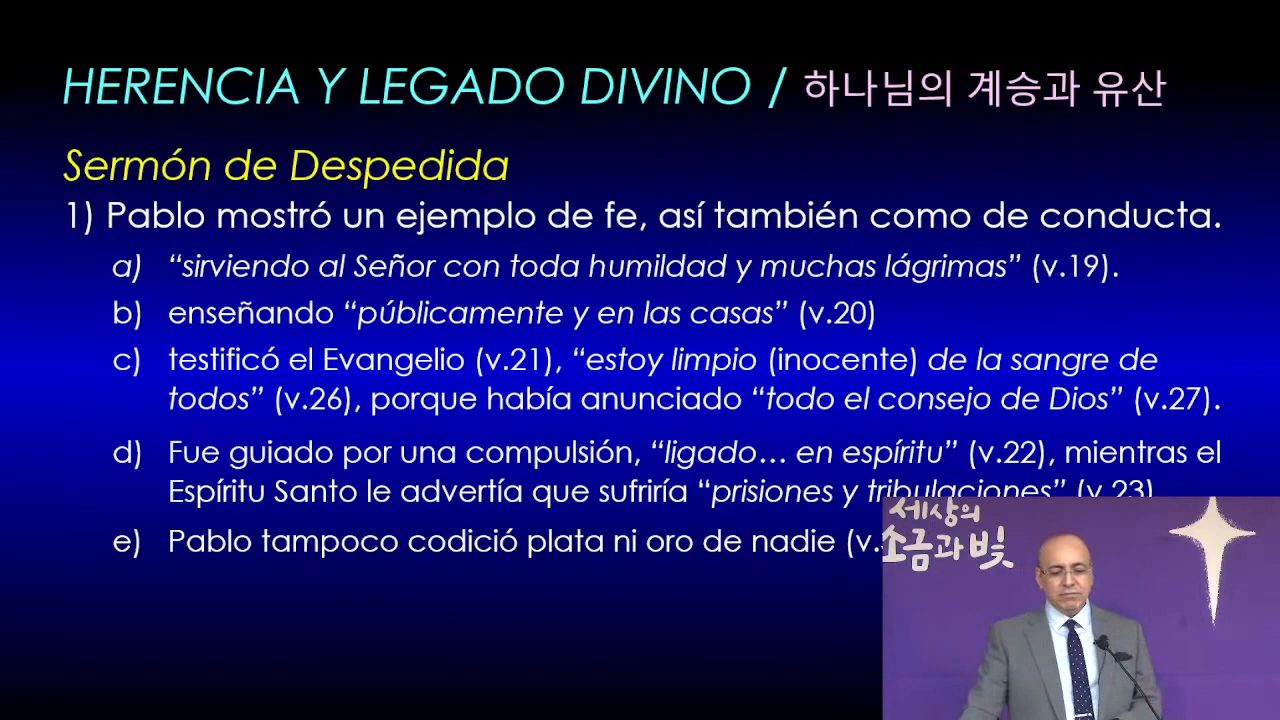 HERENCIA Y LEGADO DIVINO / 하나님의 계승과 유산
Sermón de Despedida
1) Pablo mostró un ejemplo de fe, así también como de conducta.
a) “sirviendo al Señor con toda humildad y muchas lágrimas” (v.19).
b) enseñando “públicamente y en las casas” (v.20)
c) testificó el Evangelio (v.21), “estoy limpio (inocente) de la sangre de
todos” (v.26), porque había anunciado “todo el consejo de Dios” (v.27).
d) Fue guiado por una compulsión, “ligado… en espíritu” (v.22), mientras el
Espíritu Santo le advertía que sufriría “prisiones y tribulaciones” (v.23)
e) Pablo tampoco codició plata ni oro de nadie (v.
세상의
소금과 빛